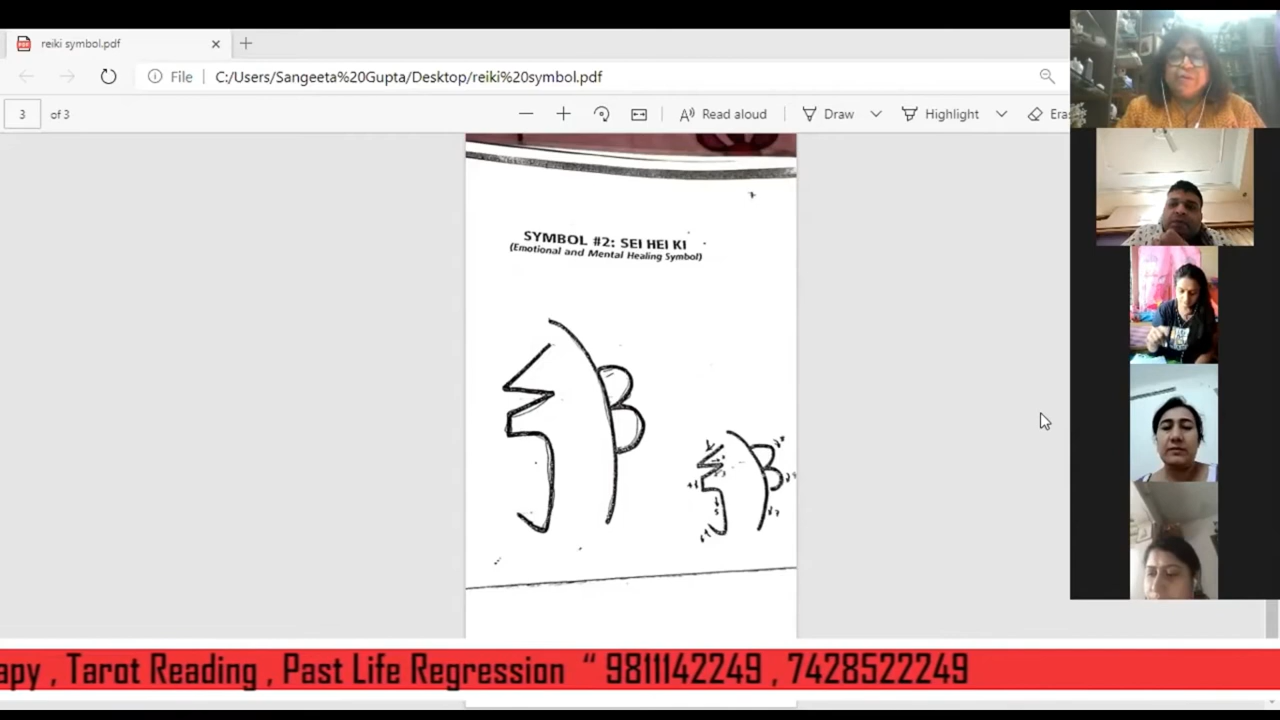 reiki symbol.pdf
File C:/Users/Sangeeta%20Gupta/Desktop/reiki%20symbol.pdf
3 of 3 Read aloud Draw Highlight Era
SYMBOL #2: SEI HEI KI
(Emotional and Mental Healing Symbol)
apy , Tarot Reading , Past Life Regression “ 9811142249 , 7428522249